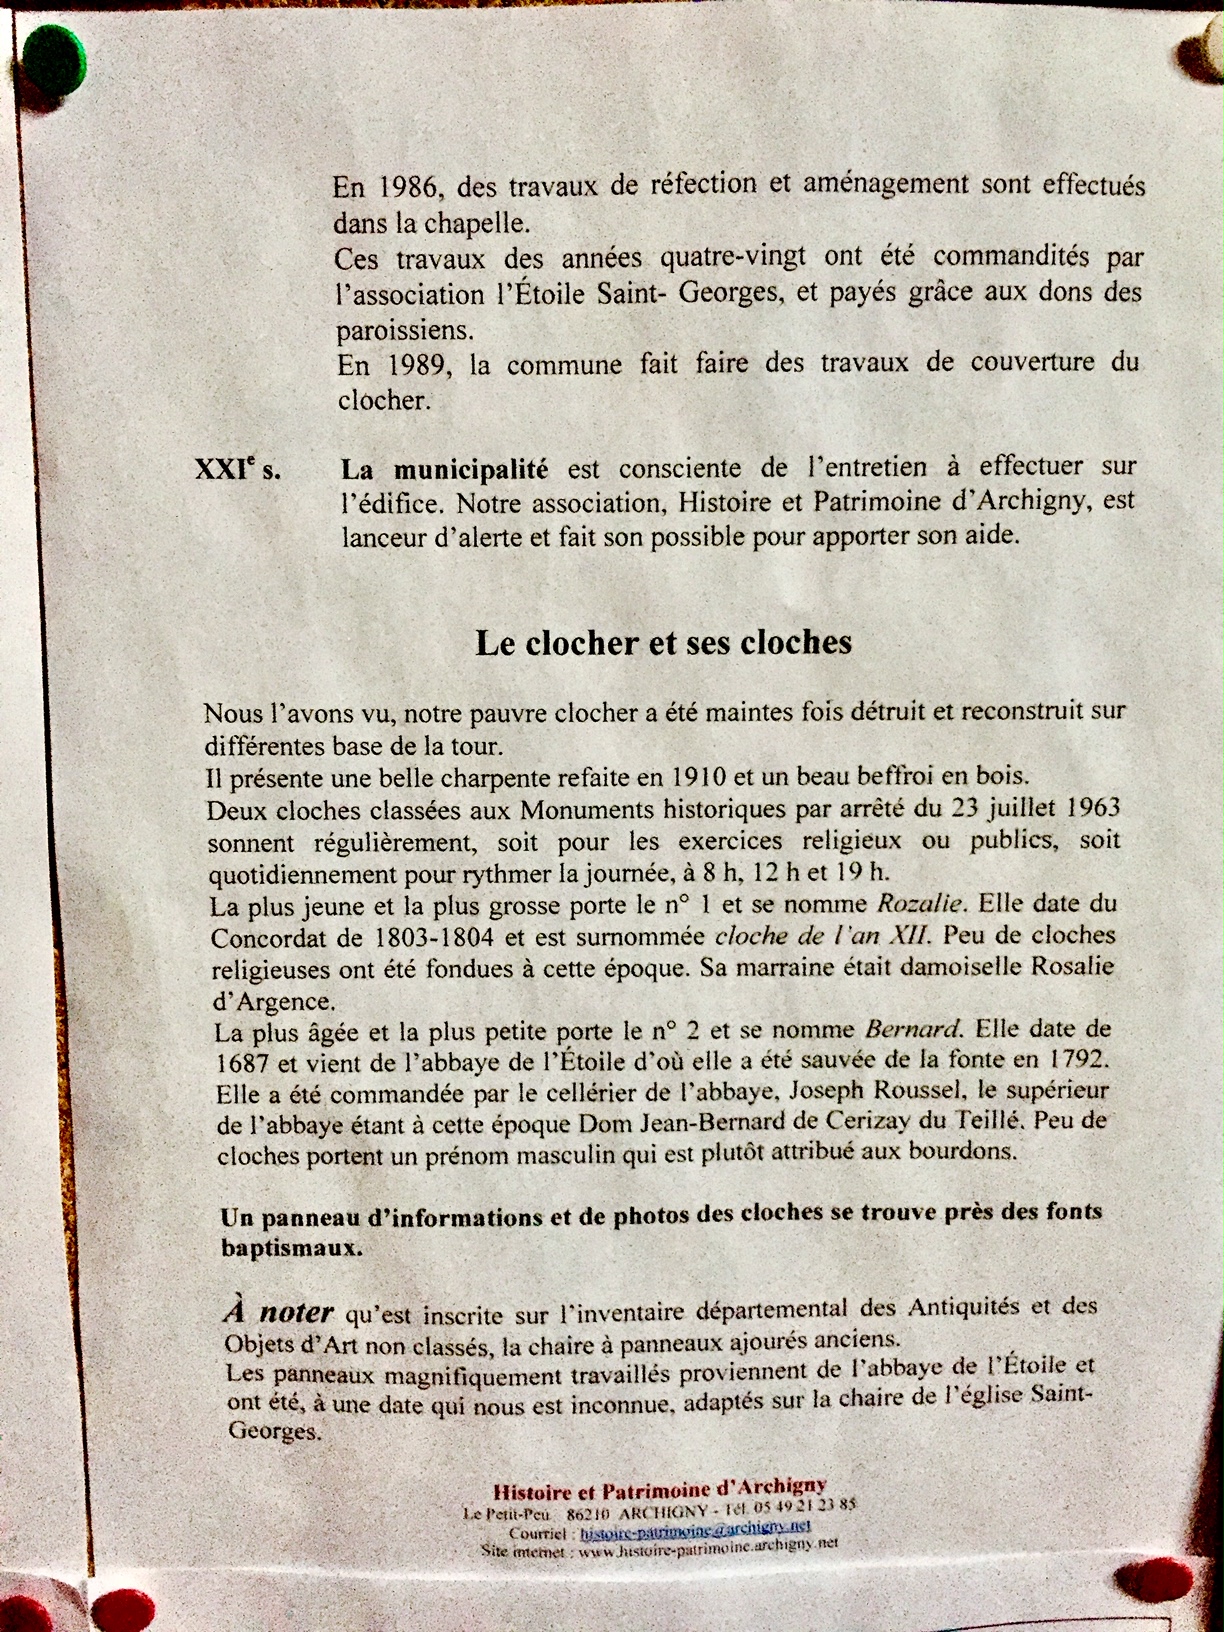 En 1986, des travaux de réfection et aménagement sont effectués
dans la chapelle.
Ces travaux des années quatre-vingt ont été commandités par
l'association l'Étoile Saint- Georges, et payés grâce aux dons des
paroissiens.
En 1989, la commune fait faire des travaux de couverture du
clocher.
XXIe s. La municipalité est consciente de l'entretien à effectuer sur
l'édifice. Notre association, Histoire et Patrimoine d'Archigny, est
lanceur d'alerte et fait son possible pour apporter son aide.
Le clocher et ses cloches
Nous l'avons vu, notre pauvre clocher a été maintes fois détruit et reconstruit sur
différentes base de la tour.
Il présente une belle charpente refaite en 1910 et un beau beffroi en bois.
Deux cloches classées aux Monuments historiques par arrêté du 23 juillet 1963
sonnent régulièrement, soit pour les exercices religieux ou publics, soit
quotidiennement pour rythmer la journée, à 8 h, 12 h et 19 h.
La plus jeune et la plus grosse porte le n° 1 et se nomme Rozalie. Elle date du
Concordat de 1803-1804 et est surnommée cloche de l'an XII. Peu de cloches
religieuses ont été fondues à cette époque. Sa marraine était damoiselle Rosalie
d'Argence.
La plus âgée et la plus petite porte le n° 2 et se nomme Bernard. Elle date de
1687 et vient de l'abbaye de l'Étoile d'où elle a été sauvée de la fonte en 1792.
Elle a été commandée par le cellérier de l'abbaye, Joseph Roussel, le supérieur
de l'abbaye étant à cette époque Dom Jean-Bernard de Cerizay du Teillé. Peu de
cloches portent un prénom masculin qui est plutôt attribué aux bourdons.
Un panneau d'informations et de photos des cloches se trouve près des fonts
baptismaux.
À noter qu'est inscrite sur l'inventaire départemental des Antiquités et des
Objets d'Art non classés, la chaire à panneaux ajourés anciens.
Les panneaux magnifiquement travaillés proviennent de l'abbaye de l'Étoile et
ont été, à une date qui nous est inconnue, adaptés sur la chaire de l'église Saint-
Georges.
Histoire et Patrimoine d'Archigny
Le Petit-Peu 86210 ARCHIGNY - Tél. 05 49 21 23 85
Courriel : histoire-patrimoine@archigny.net
Site internet : www.histoire-patrimoine.archigny.net